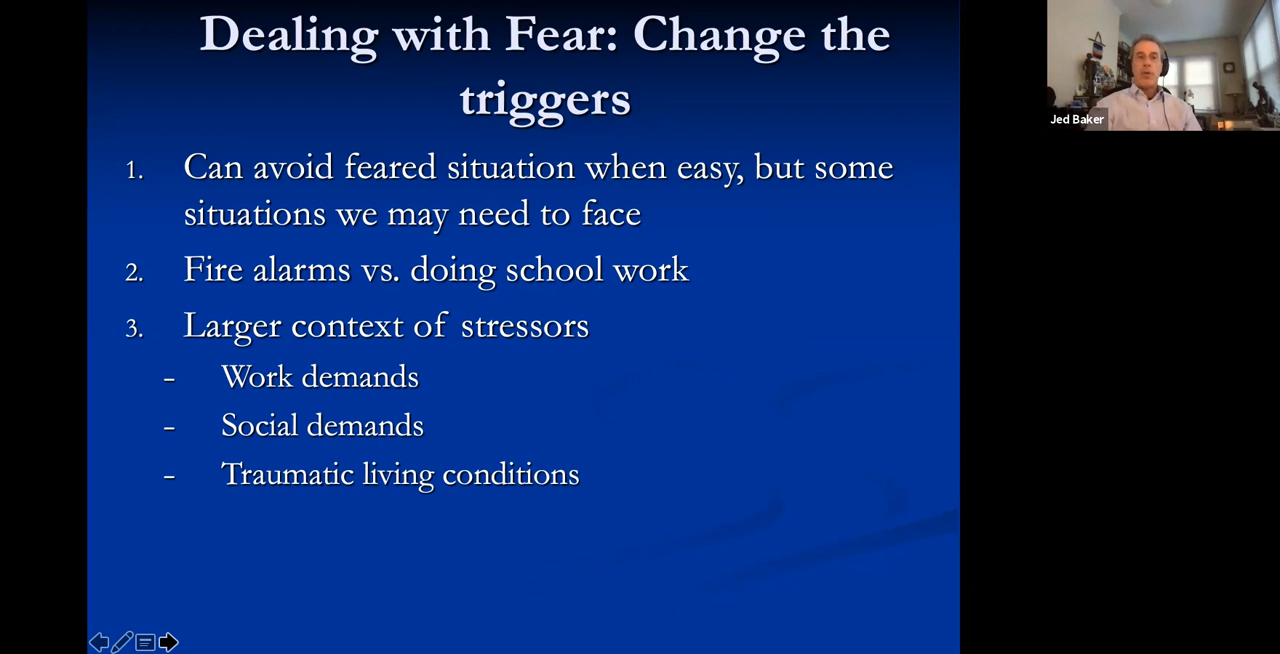 Dealing with Fear: Change the
triggers
1. Can avoid feared situation when easy, but some
situations we may need to face
2. Fire alarms vs. doing school work
3. Larger context of stressors
– Work demands
– Social demands
– Traumatic living conditions
Jed Baker